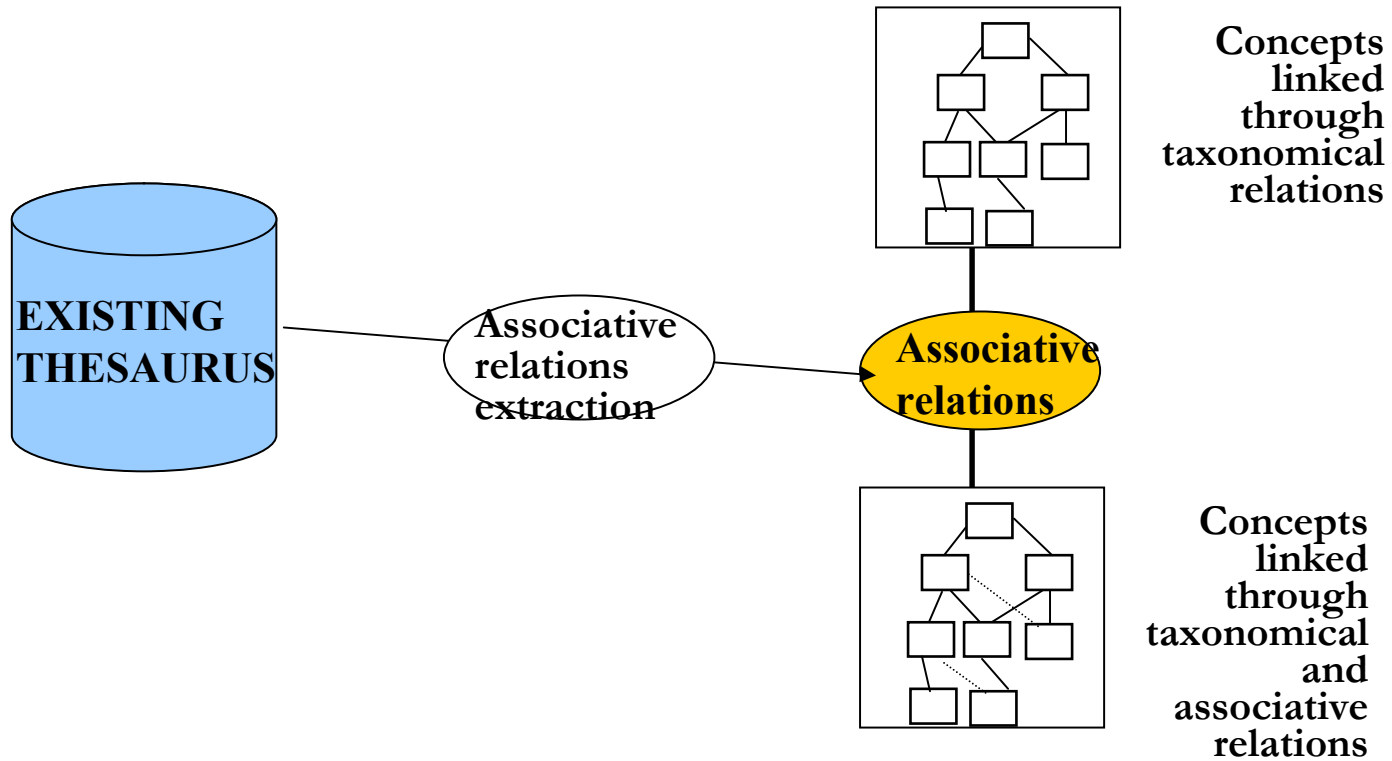 Concepts
linked
through
taxonomical
relations
EXISTING
THESAURUS
Associative
relations
extraction
Associative
relations
Concepts
linked
through
taxonomical
and
associative
relations